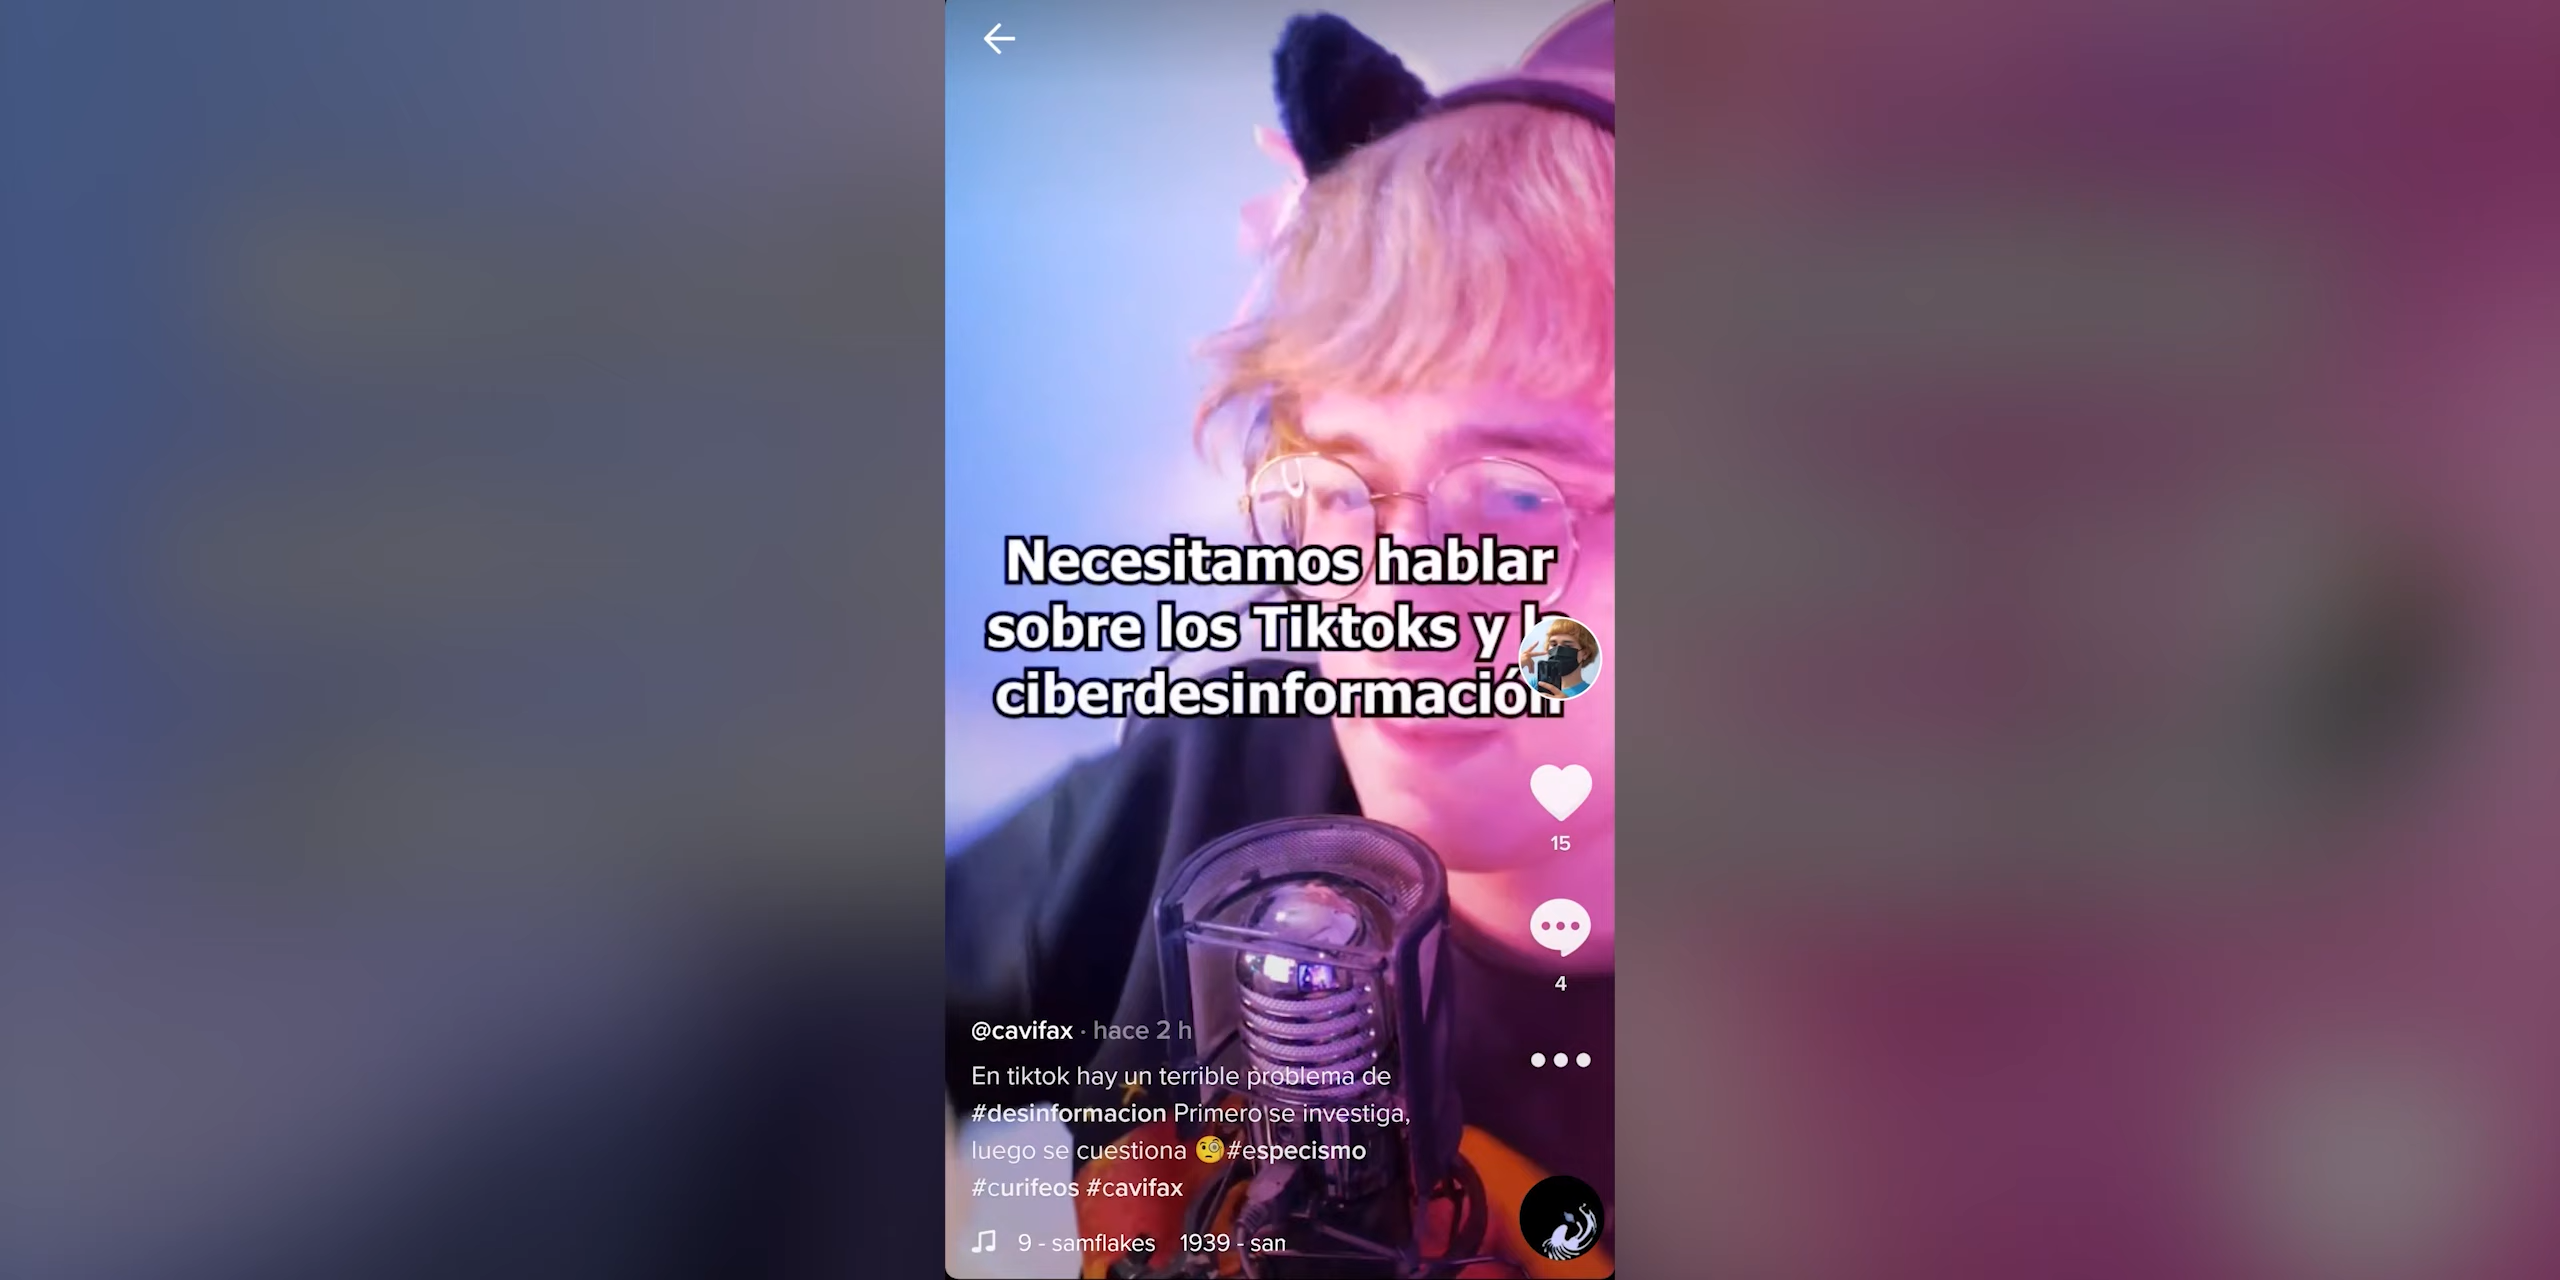 Necesitamos hablar
sobre los Tiktoks y
ciberdesinformación
15
4
@cavifax · hace 2 h
En tiktok hay un terrible problema de
#desinformacion Primero se investiga,
luego se cuestiona 🧐#especismo
#curifeos #cavifax
9 - samflakes 1939 - san